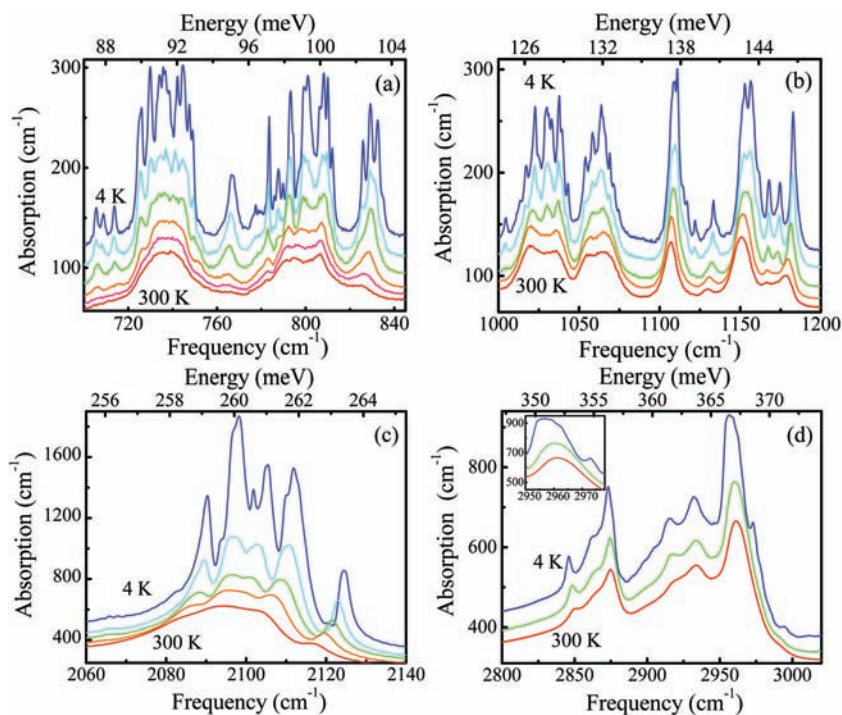 Energy (meV)
88 92 96 100 104
300
200
100
Absorption (cm-1)
(a)
4 K
300 K
720 760 800 840
Frequency (cm-1)
Energy (meV)
126 132 138 144
300
200
100
Absorption (cm-1)
(b)
4 K
300 K
1000 1050 1100 1150 1200
Frequency (cm-1)
Energy (meV)
256 258 260 262 264
1600
1200
800
400
Absorption (cm-1)
(c)
4 K
300 K
2060 2080 2100 2120 2140
Frequency (cm-1)
Energy (meV)
350 355 360 365 370
800
600
400
Absorption (cm-1)
(d)
900
700
500
2950 2960 2970
4 K
300 K
2800 2850 2900 2950 3000
Frequency (cm-1)